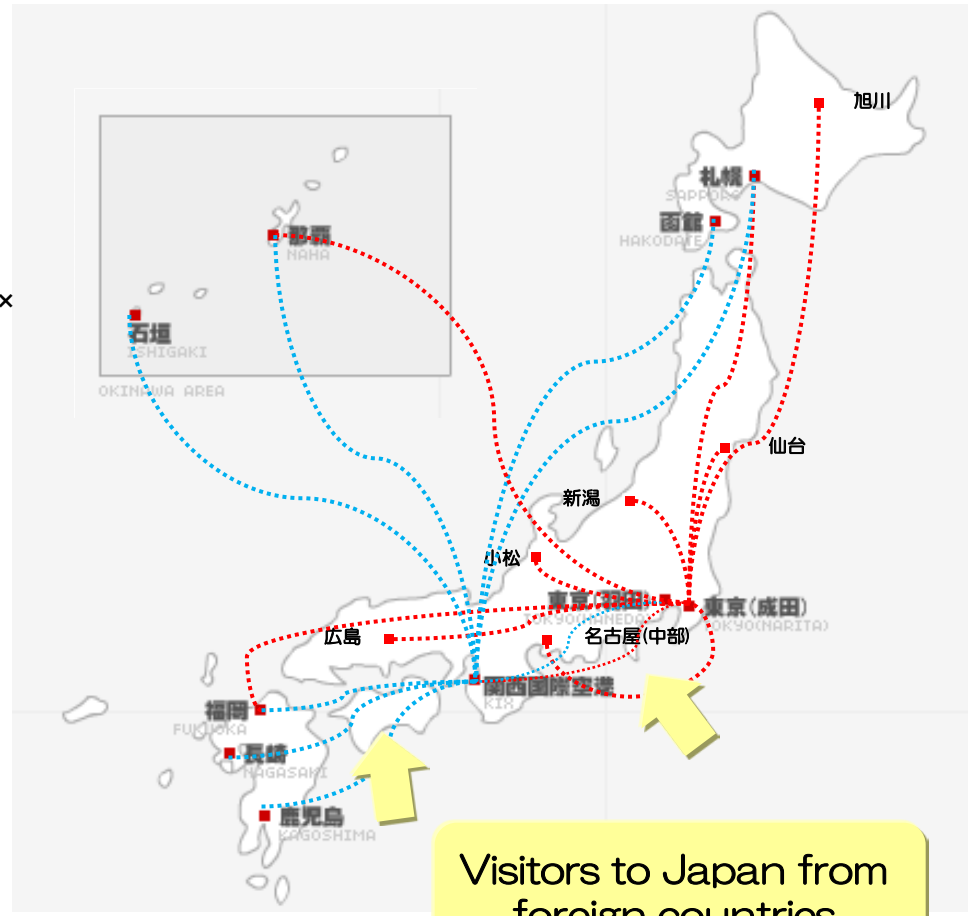 旭川
札幌
SAPPORO
函館
HAKODATE
那覇
NAHA
×
石垣
ISHIGAKI
OKINAWA AREA
仙台
新潟
小松
東京(羽田)
TOKYO(HANEDA)
東京(成田)
TOKYO(NARITA)
広島
名古屋(中部)
関西国際空港
KIX
福岡
FUKUOKA
長崎
NAGASAKI
鹿児島
KAGOSHIMA
Visitors to Japan from
foreign countries